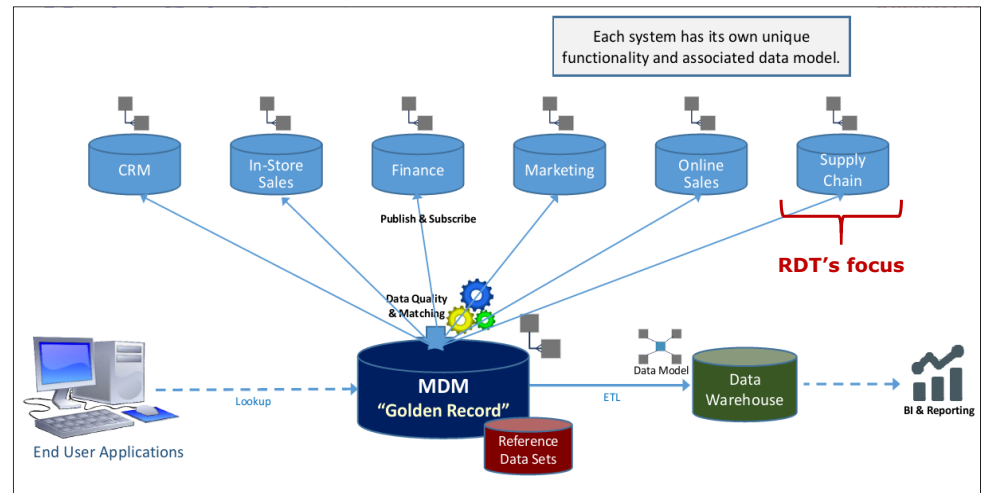 Each system has its own unique
functionality and associated data model.
CRM
In-Store
Sales
Finance
Marketing
Online
Sales
Supply
Chain
Publish & Subscribe
RDT’s focus
Data Quality
& Matching
MDM
“Golden Record”
Lookup
ETL
Data Model
Data
Warehouse
BI & Reporting
Reference
Data Sets
End User Applications